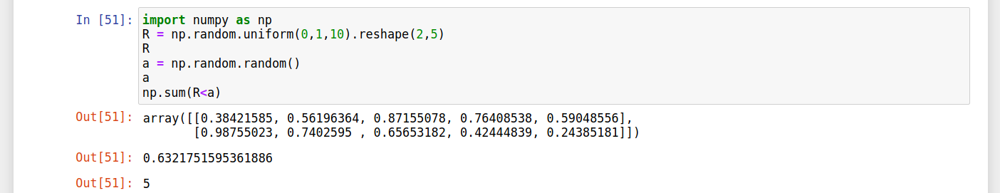 In [51]: import numpy as np
R = np.random.uniform(0,1,10).reshape(2,5)
R
a = np.random.random()
a
np.sum(R<a)
Out[51]: array([[0.38421585, 0.56196364, 0.87155078, 0.76408538, 0.59048556],
[0.98755023, 0.7402595 , 0.65653182, 0.42444839, 0.24385181]])
Out[51]: 0.6321751595361886
Out[51]: 5